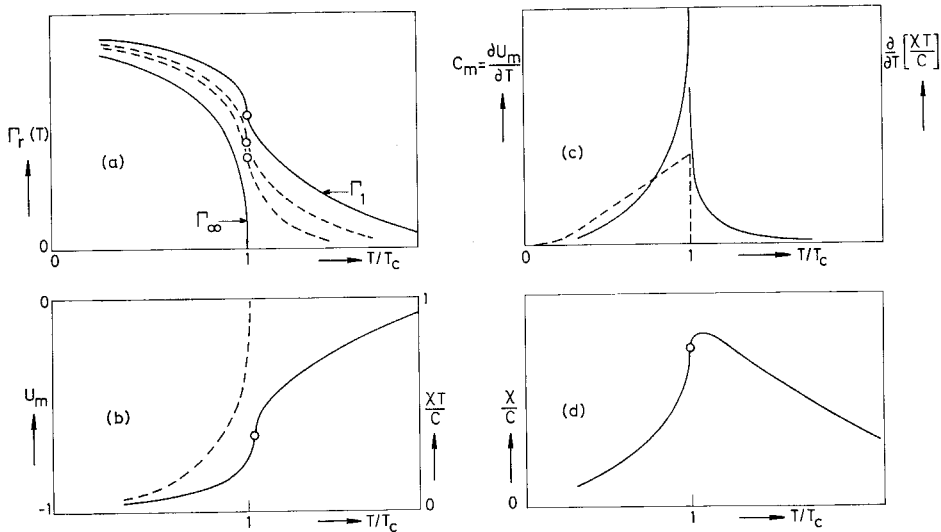 Γr (T)
(a)
Γ1
Γ∞
0
0
1
T/Tc
Cm = ∂Um/∂T
∂/∂T [χT/C]
(c)
0
1
T/Tc
0
1
Um
(b)
χT/C
-1
0
1
T/Tc
χ/C
(d)
0
1
T/Tc